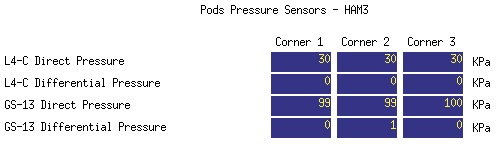 Pods Pressure Sensors - HAM3
Corner 1 Corner 2 Corner 3
L4-C Direct Pressure 30 30 30 KPa
L4-C Differential Pressure 0 0 0 KPa
GS-13 Direct Pressure 99 99 100 KPa
GS-13 Differential Pressure 0 1 0 KPa